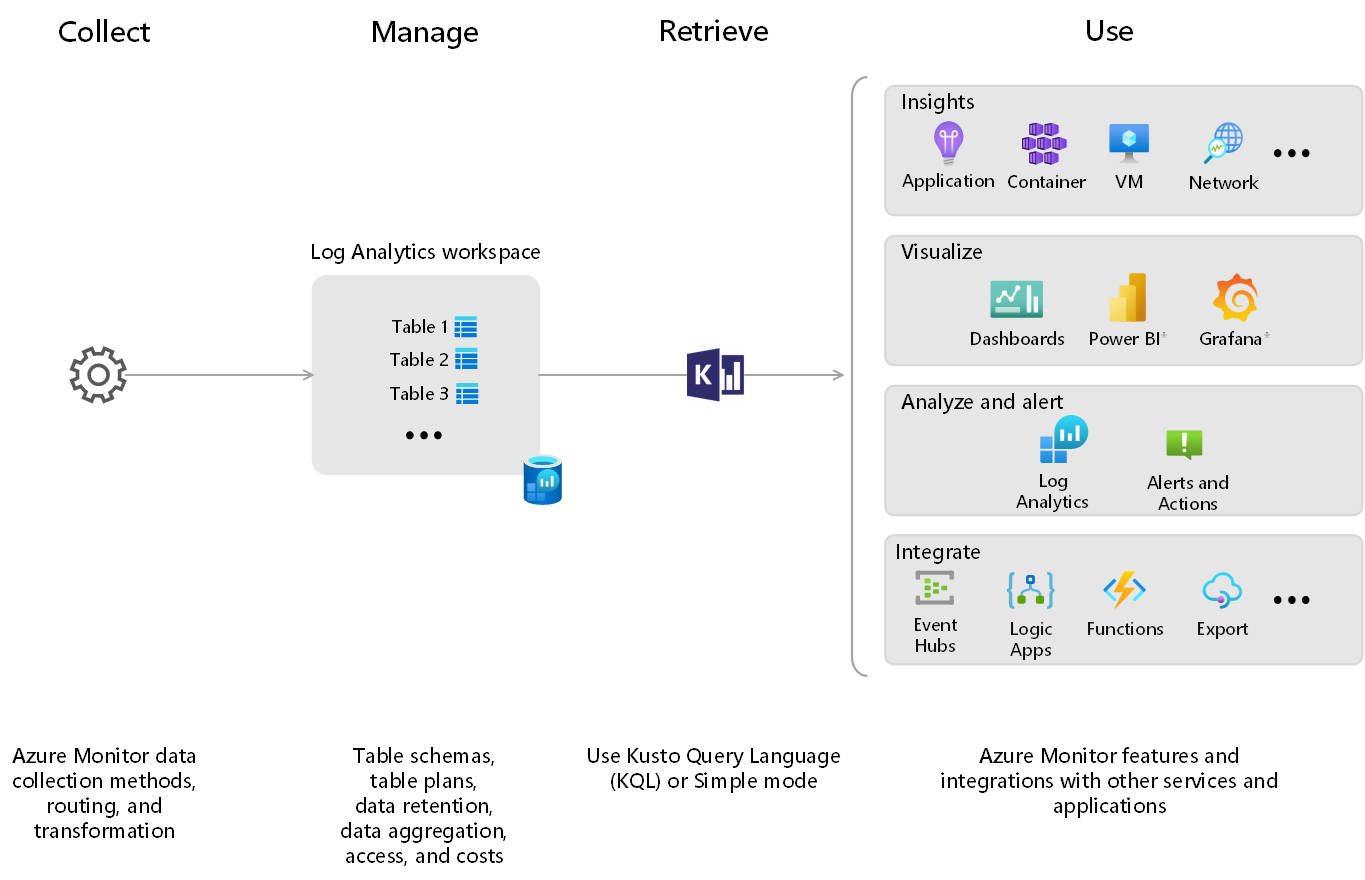 Collect
Manage
Retrieve
Use
Insights
Application
Container
VM
Network
•••
Visualize
Dashboards
Power BI*
Grafana*
Analyze and alert
Log
Analytics
Alerts and
Actions
Integrate
Event
Hubs
Logic
Apps
Functions
Export
•••
Log Analytics workspace
Table 1
Table 2
Table 3
•••
K
Azure Monitor data
collection methods,
routing, and
transformation
Table schemas,
table plans,
data retention,
data aggregation,
access, and costs
Use Kusto Query Language
(KQL) or Simple mode
Azure Monitor features and
integrations with other services and
applications